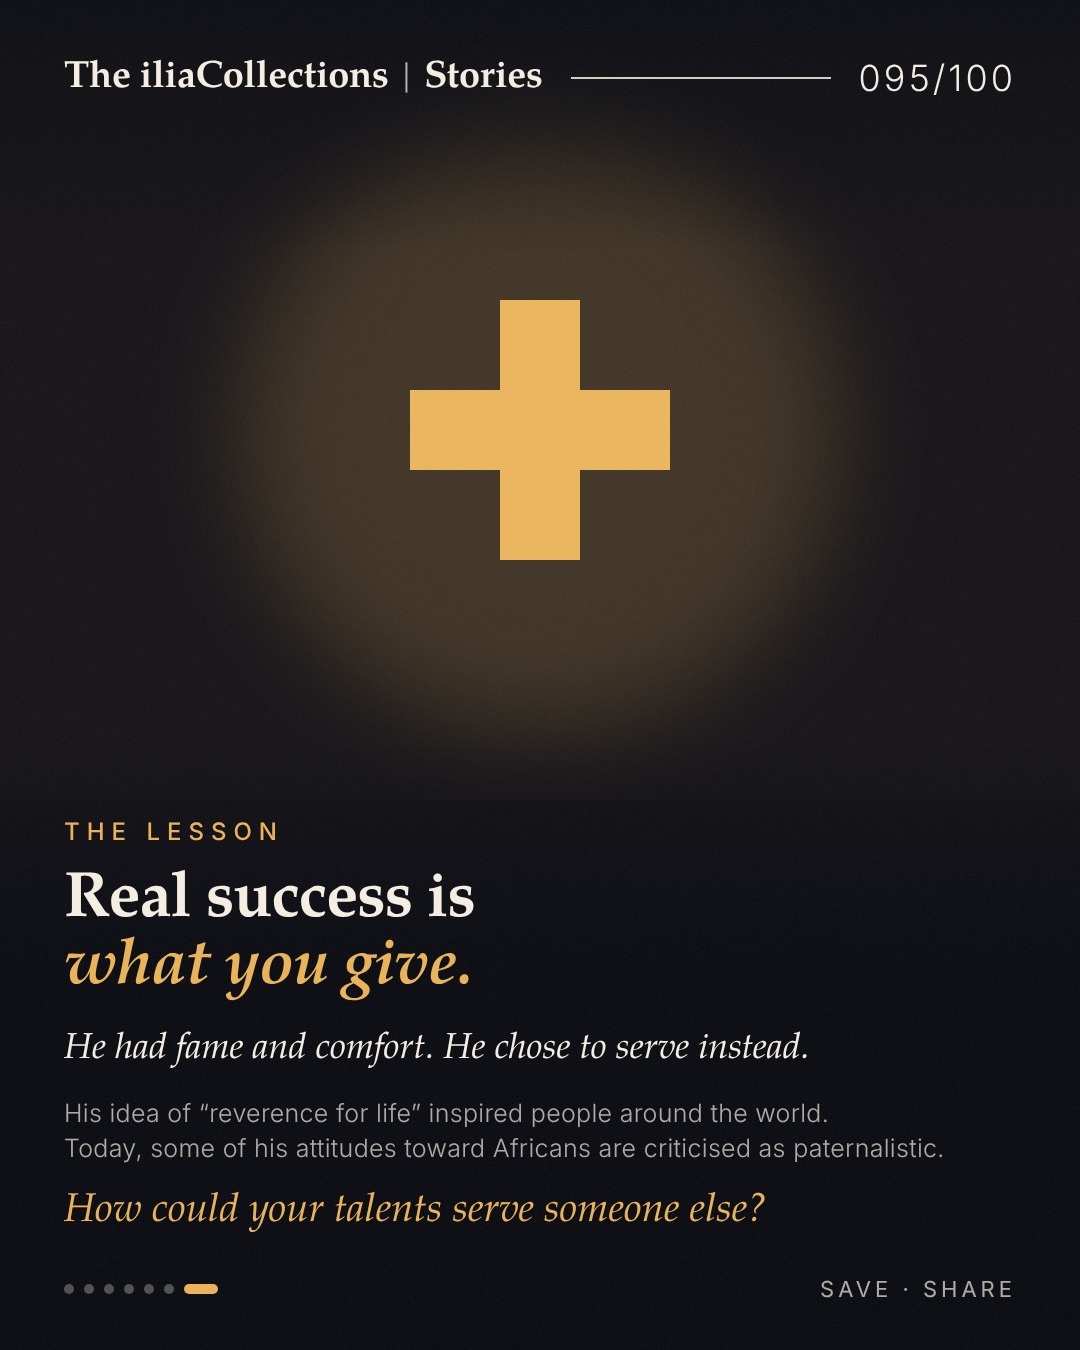 The iliaCollections | Stories 095/100
THE LESSON
Real success is
what you give.
He had fame and comfort. He chose to serve instead.
His idea of “reverence for life” inspired people around the world.
Today, some of his attitudes toward Africans are criticised as paternalistic.
How could your talents serve someone else?
SAVE · SHARE